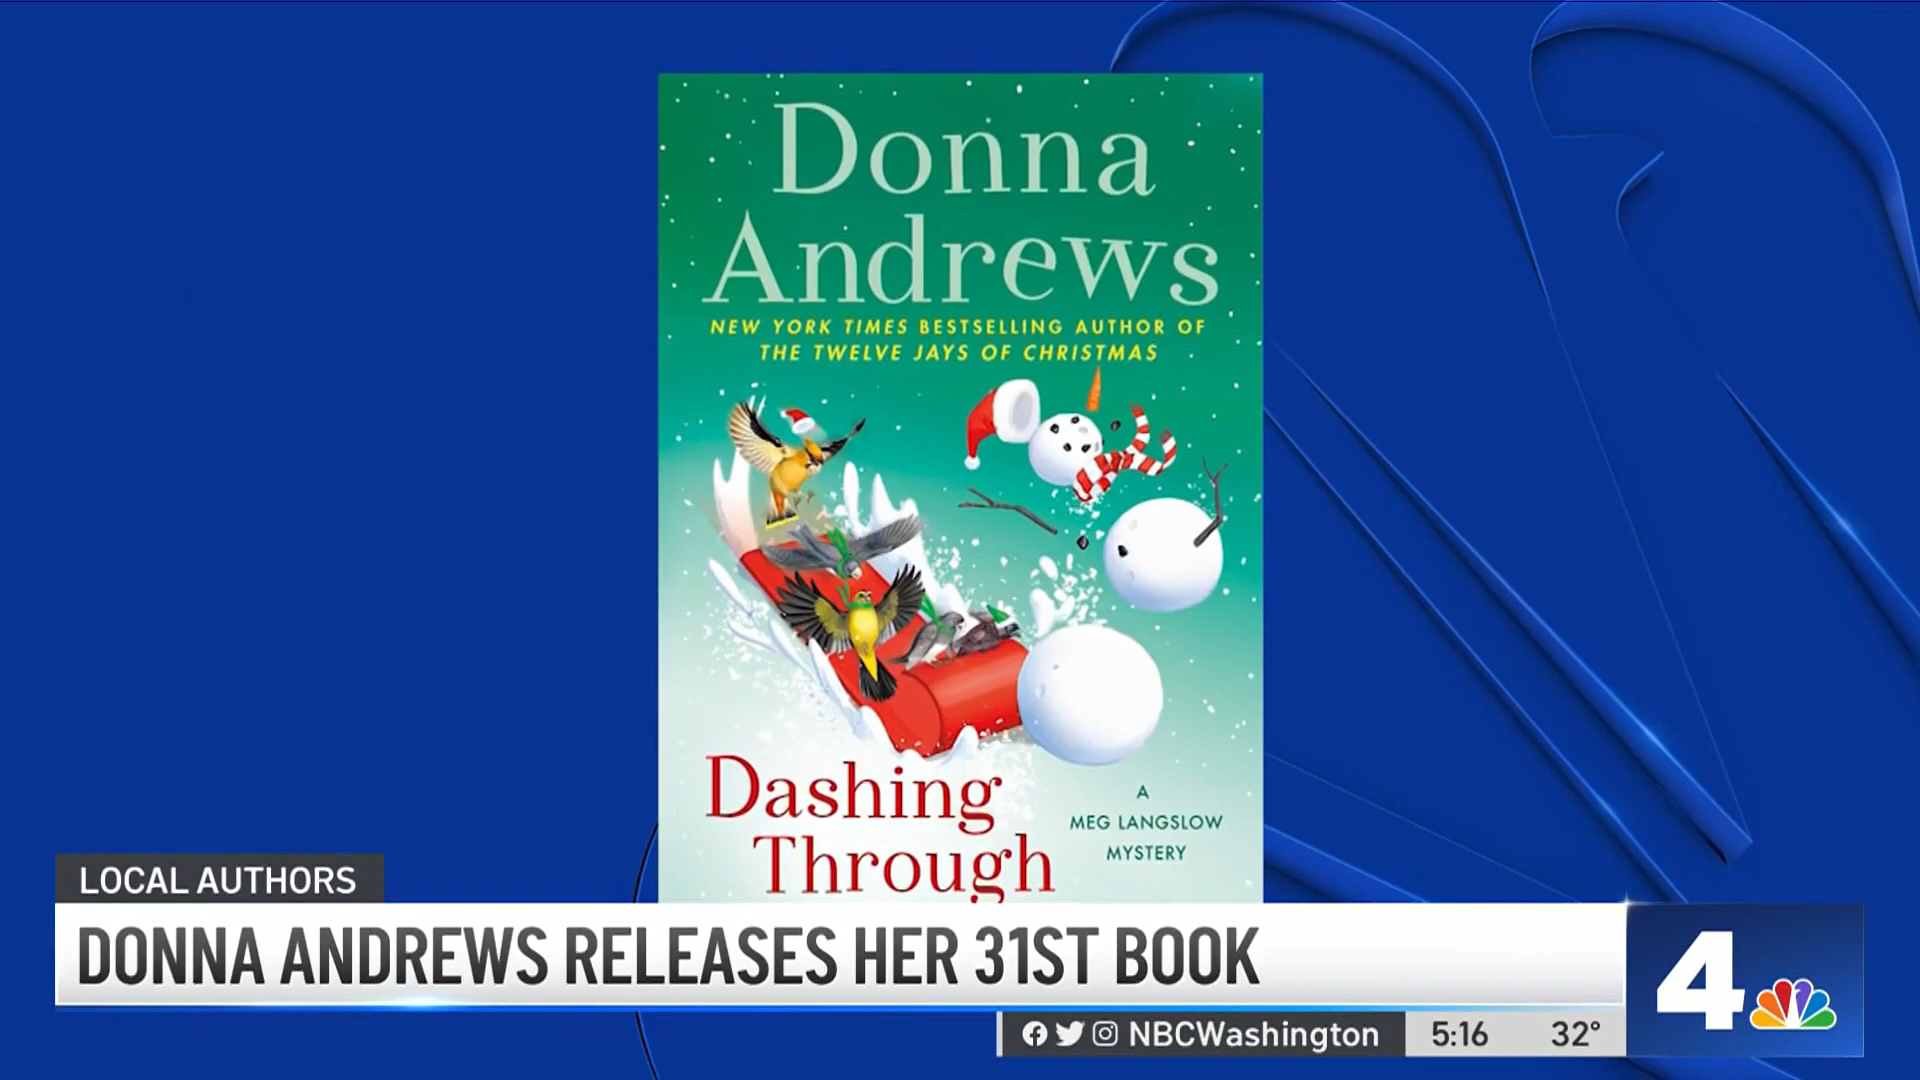 Donna
Andrews
NEW YORK TIMES BESTSELLING AUTHOR OF
THE TWELVE JAYS OF CHRISTMAS
Dashing
Through
A
MEG LANGSLOW
MYSTERY
LOCAL AUTHORS
DONNA ANDREWS RELEASES HER 31ST BOOK
4
NBCWashington
5:16 32°